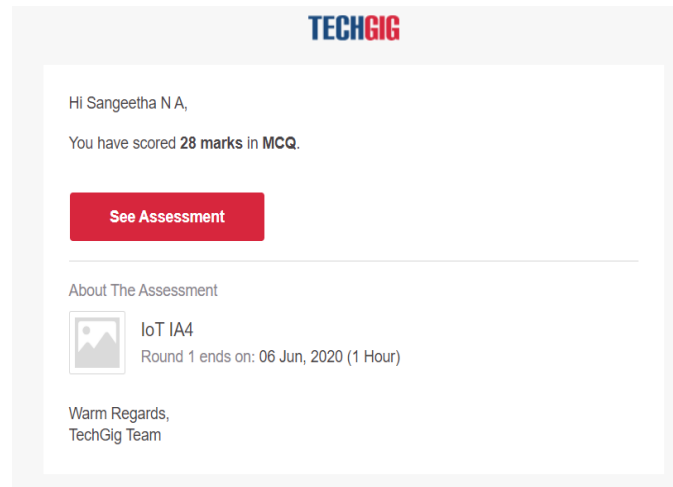 TECHGIG
Hi Sangeetha N A,
You have scored 28 marks in MCQ.
See Assessment
About The Assessment
IoT IA4
Round 1 ends on: 06 Jun, 2020 (1 Hour)
Warm Regards,
TechGig Team